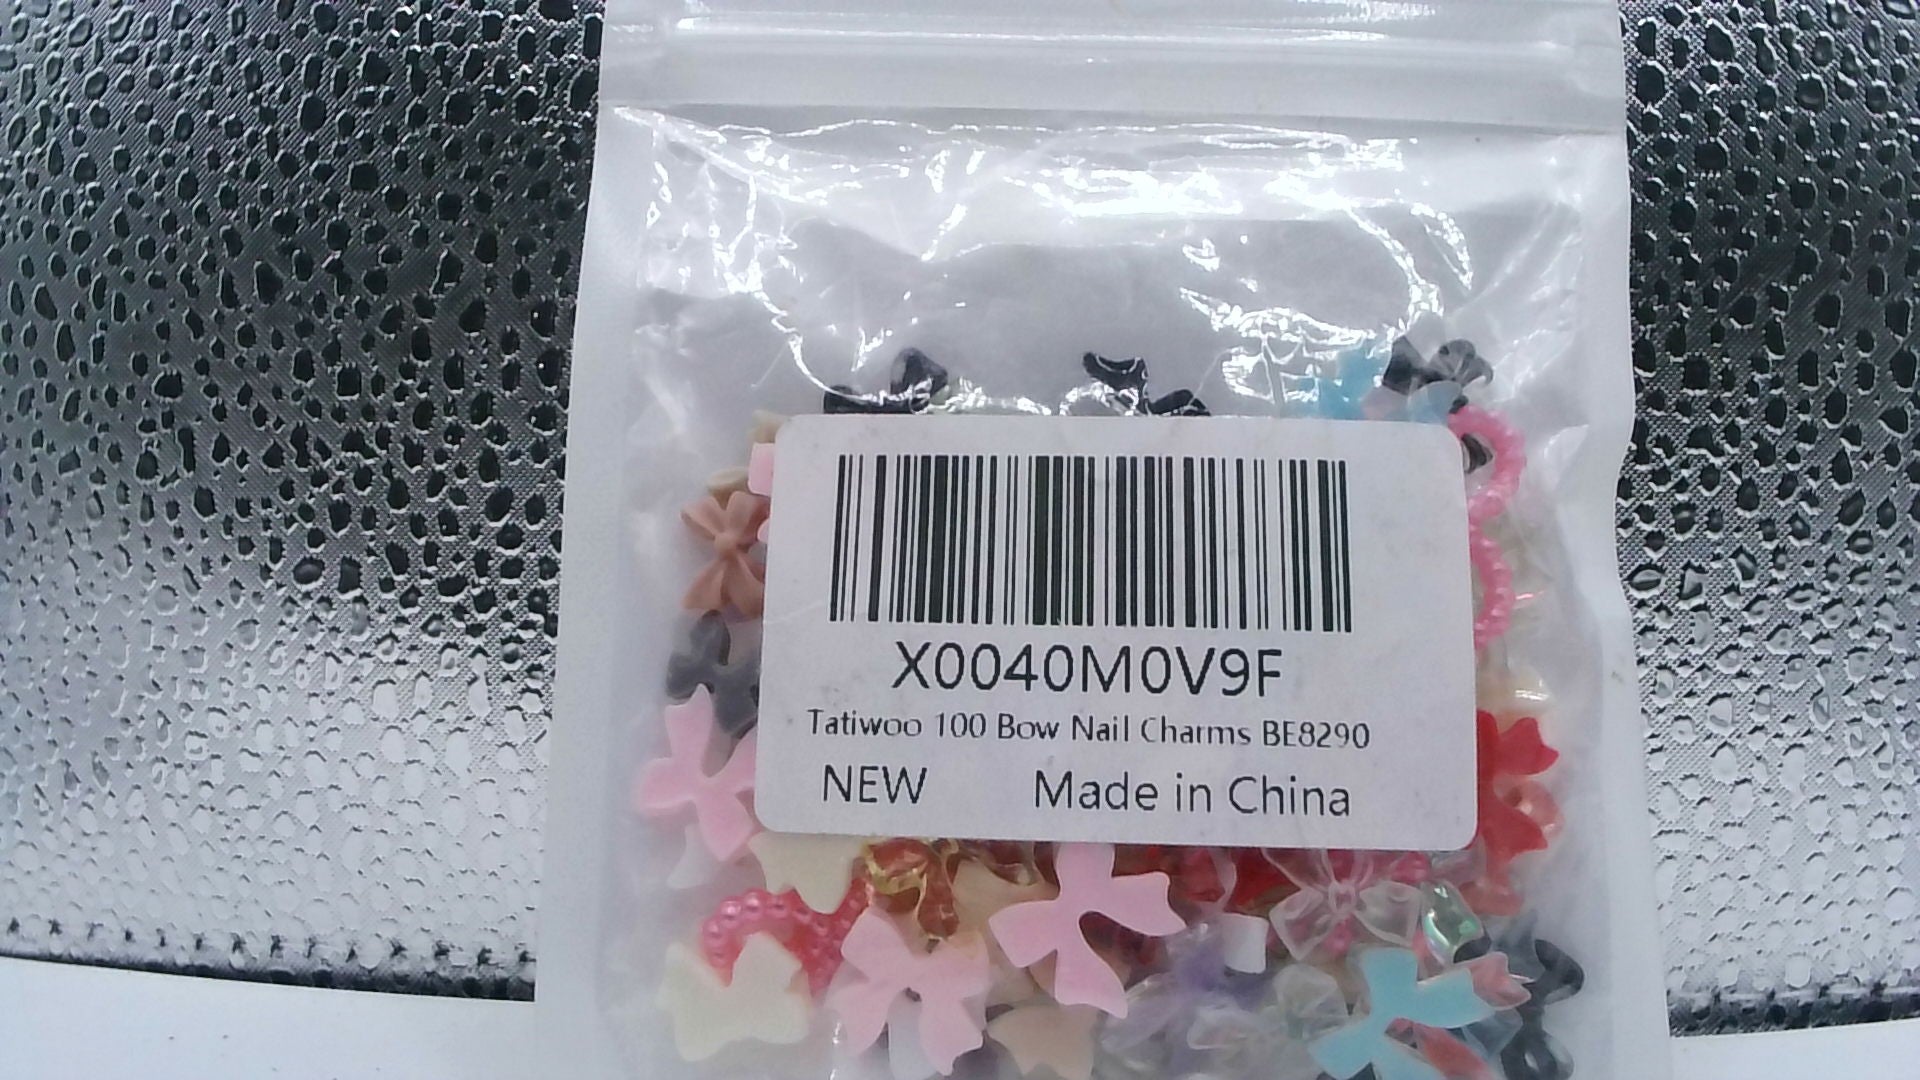 X0040M0V9F
Tatiwoo 100 Bow Nail Charms BE8290
NEW Made in China